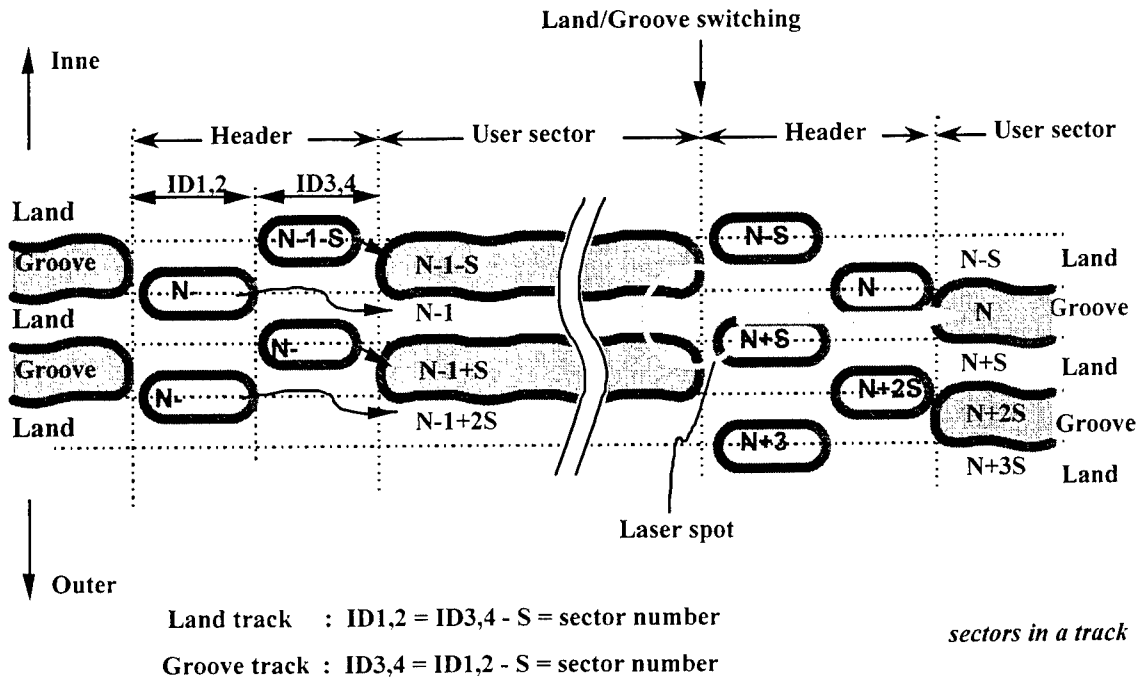 Land/Groove switching
Inne
Header
User sector
Header
User sector
ID1,2
ID3,4
Land
N-1-S
N-S
Groove
N-1-S
N-S
Land
N-
N-1
N
N
Groove
Land
N-
N+S
N+S
Land
Groove
N-1+S
N-
N-1+2S
N+2S
N+2S
Groove
Land
N+3
N+3S
Land
Laser spot
Outer
Land track : ID1,2 = ID3,4 - S = sector number
sectors in a track
Groove track : ID3,4 = ID1,2 - S = sector number